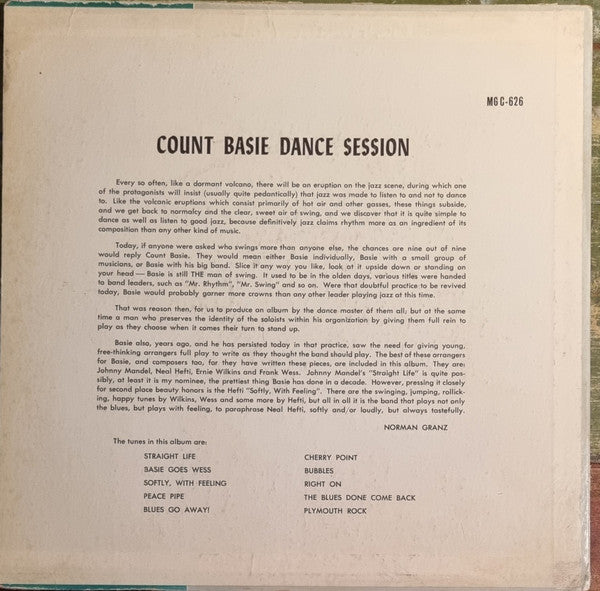 MG C-626
COUNT BASIE DANCE SESSION
Every so often, like a dormant volcano, there will be an eruption on the jazz scene, during which one
of the protagonists will insist (usually quite pedantically) that jazz was made to listen to and not to dance
to. Like the volcanic eruptions which consist primarily of hot air and other gasses, these things subside,
and we get back to normalcy and the clear, sweet air of swing, and we discover that it is quite simple to
dance as well as listen to good jazz, because definitively jazz claims rhythm more as an ingredient of its
composition than any other kind of music.
Today, if anyone were asked who swings more than anyone else, the chances are nine out of nine
would reply Count Basie. They would mean either Basie individually, Basie with a small group of
musicians, or Basie with his big band. Slice it any way you like, look at it upside down or standing on
your head — Basie is still THE man of swing. It used to be in the olden days, various titles were handed
to band leaders, such as "Mr. Rhythm", "Mr. Swing" and so on. Were that doubtful practice to be revived
today, Basie would probably garner more crowns than any other leader playing jazz at this time.
That was reason then, for us to produce an album by the dance master of them all; but at the same
time a man who preserves the identity of the soloists within his organization by giving them full rein to
play as they choose when it comes their turn to stand up.
Basie also, years ago, and he has persisted today in that practice, saw the need for giving young,
free-thinking arrangers full play to write as they thought the band should play. The best of these arrangers
for Basie, and composers too, for they have written these pieces, are included in this album. They are:
Johnny Mandel, Neal Hefti, Ernie Wilkins and Frank Wess. Johnny Mandel's "Straight Life" is quite pos-
sibly, at least it is my nominee, the prettiest thing Basie has done in a decade. However, pressing it closely
for second place beauty honors is the Hefti "Softly, With Feeling". There are the swinging, jumping, rollick-
ing, happy tunes by Wilkins, Wess and some more by Hefti, but all in all it is the band that plays not only
the blues, but plays with feeling, to paraphrase Neal Hefti, softly and/or loudly, but always tastefully.
NORMAN GRANZ
The tunes in this album are:
STRAIGHT LIFE
BASIE GOES WESS
SOFTLY, WITH FEELING
PEACE PIPE
BLUES GO AWAY!
CHERRY POINT
BUBBLES
RIGHT ON
THE BLUES DONE COME BACK
PLYMOUTH ROCK